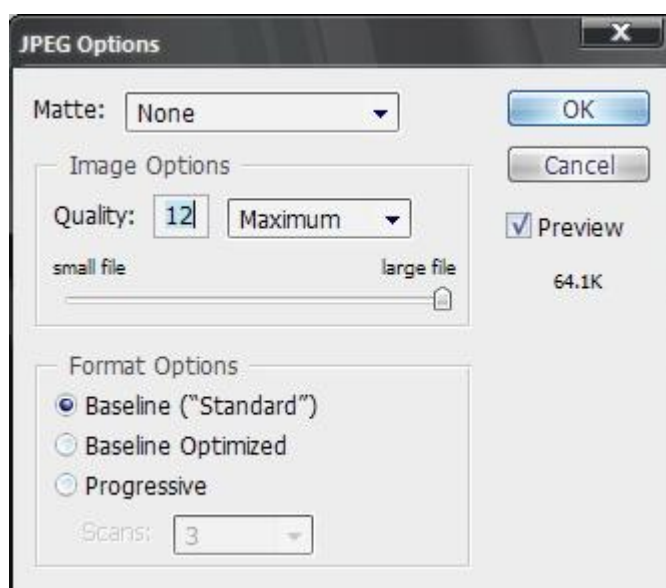 JPEG Options
x
Matte: None
OK
Image Options
Cancel
Quality: 12 Maximum
Preview
small file large file
64.1K
Format Options
Baseline (“Standard”)
Baseline Optimized
Progressive
Scans: 3